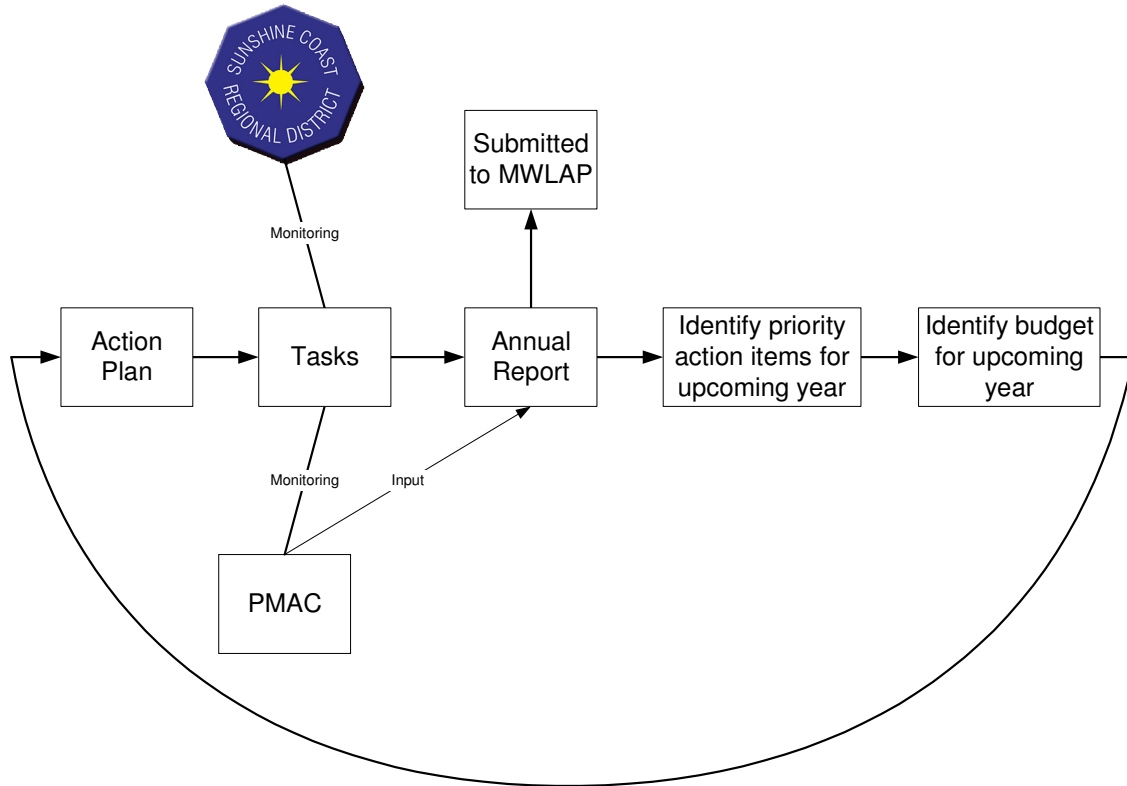 SUNSHINE COAST
REGIONAL DISTRICT
Submitted
to MWLAP
Monitoring
Action
Plan
Tasks
Annual
Report
Identify priority
action items for
upcoming year
Identify budget
for upcoming
year
Monitoring
Input
PMAC